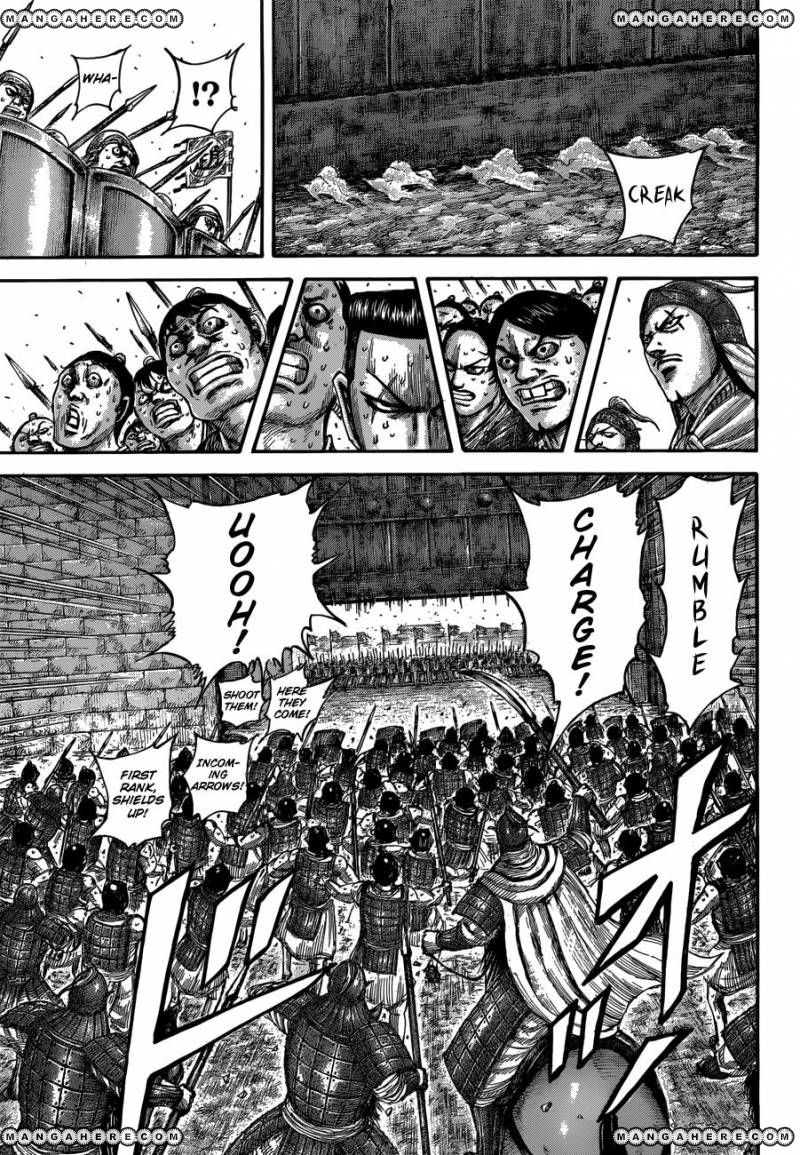 MANGAHERE.COM
MANGAHERE.COM
CREAK
!?
WHA-
RUMBLE
CHARGE!
UOOH!
HERE
THEY
COME!
SHOOT
THEM!
INCOM-
ING
ARROWS!
FIRST
RANK,
SHIELDS
UP!
オ
ド
MANGAHERE.COM
MANGAHERE.COM